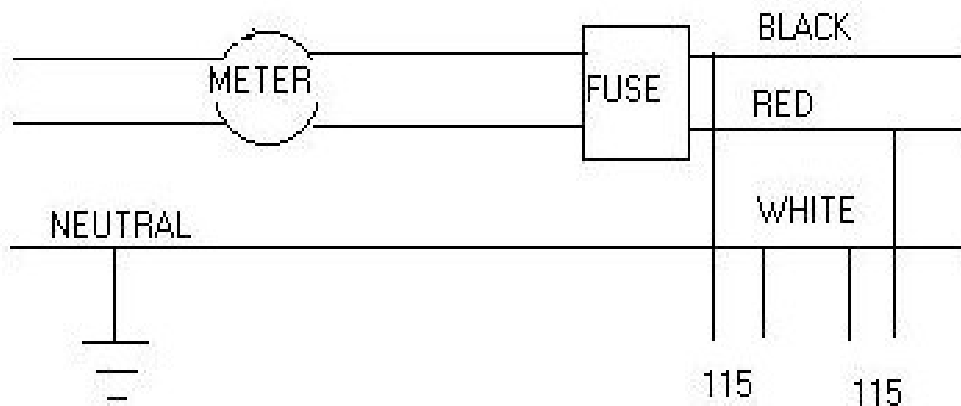 BLACK
METER
FUSE
RED
WHITE
NEUTRAL
115
115